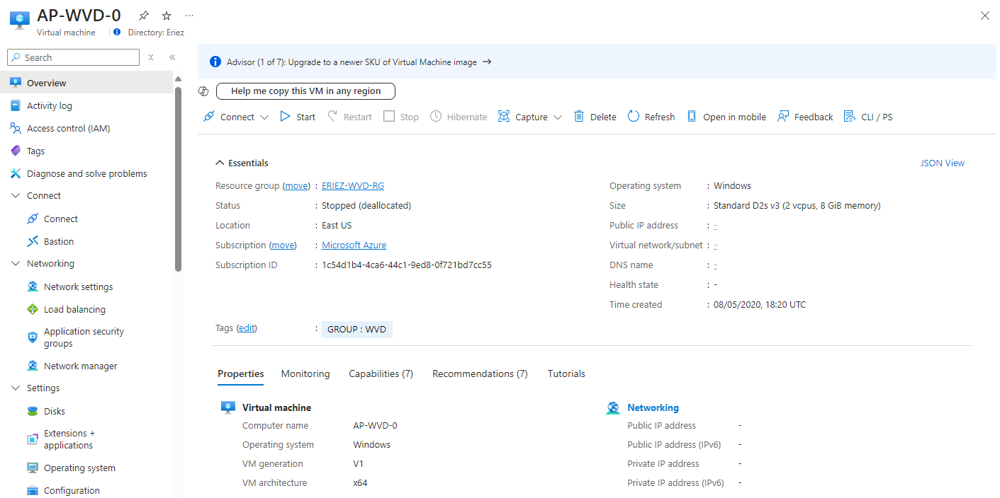 AP-WVD-0
Virtual machine
Directory: Eriez
Search
Overview
Activity log
Access control (IAM)
Tags
Diagnose and solve problems
Connect
Connect
Bastion
Networking
Network settings
Load balancing
Application security
groups
Network manager
Settings
Disks
Extensions +
applications
Operating system
Configuration
Advisor (1 of 7): Upgrade to a newer SKU of Virtual Machine image →
Help me copy this VM in any region
Connect Start Restart Stop Hibernate Capture Delete Refresh Open in mobile Feedback CLI / PS
Essentials
JSON View
Resource group (move) : ERIEZ-WVD-RG
Status : Stopped (deallocated)
Location : East US
Subscription (move) : Microsoft Azure
Subscription ID : 1c54d1b4-4ca6-44c1-9ed8-0f721bd7cc55
Operating system : Windows
Size : Standard D2s v3 (2 vcpus, 8 GiB memory)
Public IP address : -
Virtual network/subnet : -
DNS name : -
Health state : -
Time created : 08/05/2020, 18:20 UTC
Tags (edit) : GROUP : WVD
Properties Monitoring Capabilities (7) Recommendations (7) Tutorials
Virtual machine
Computer name AP-WVD-0
Operating system Windows
VM generation V1
VM architecture x64
Networking
Public IP address -
Public IP address (IPv6) -
Private IP address -
Private IP address (IPv6) -